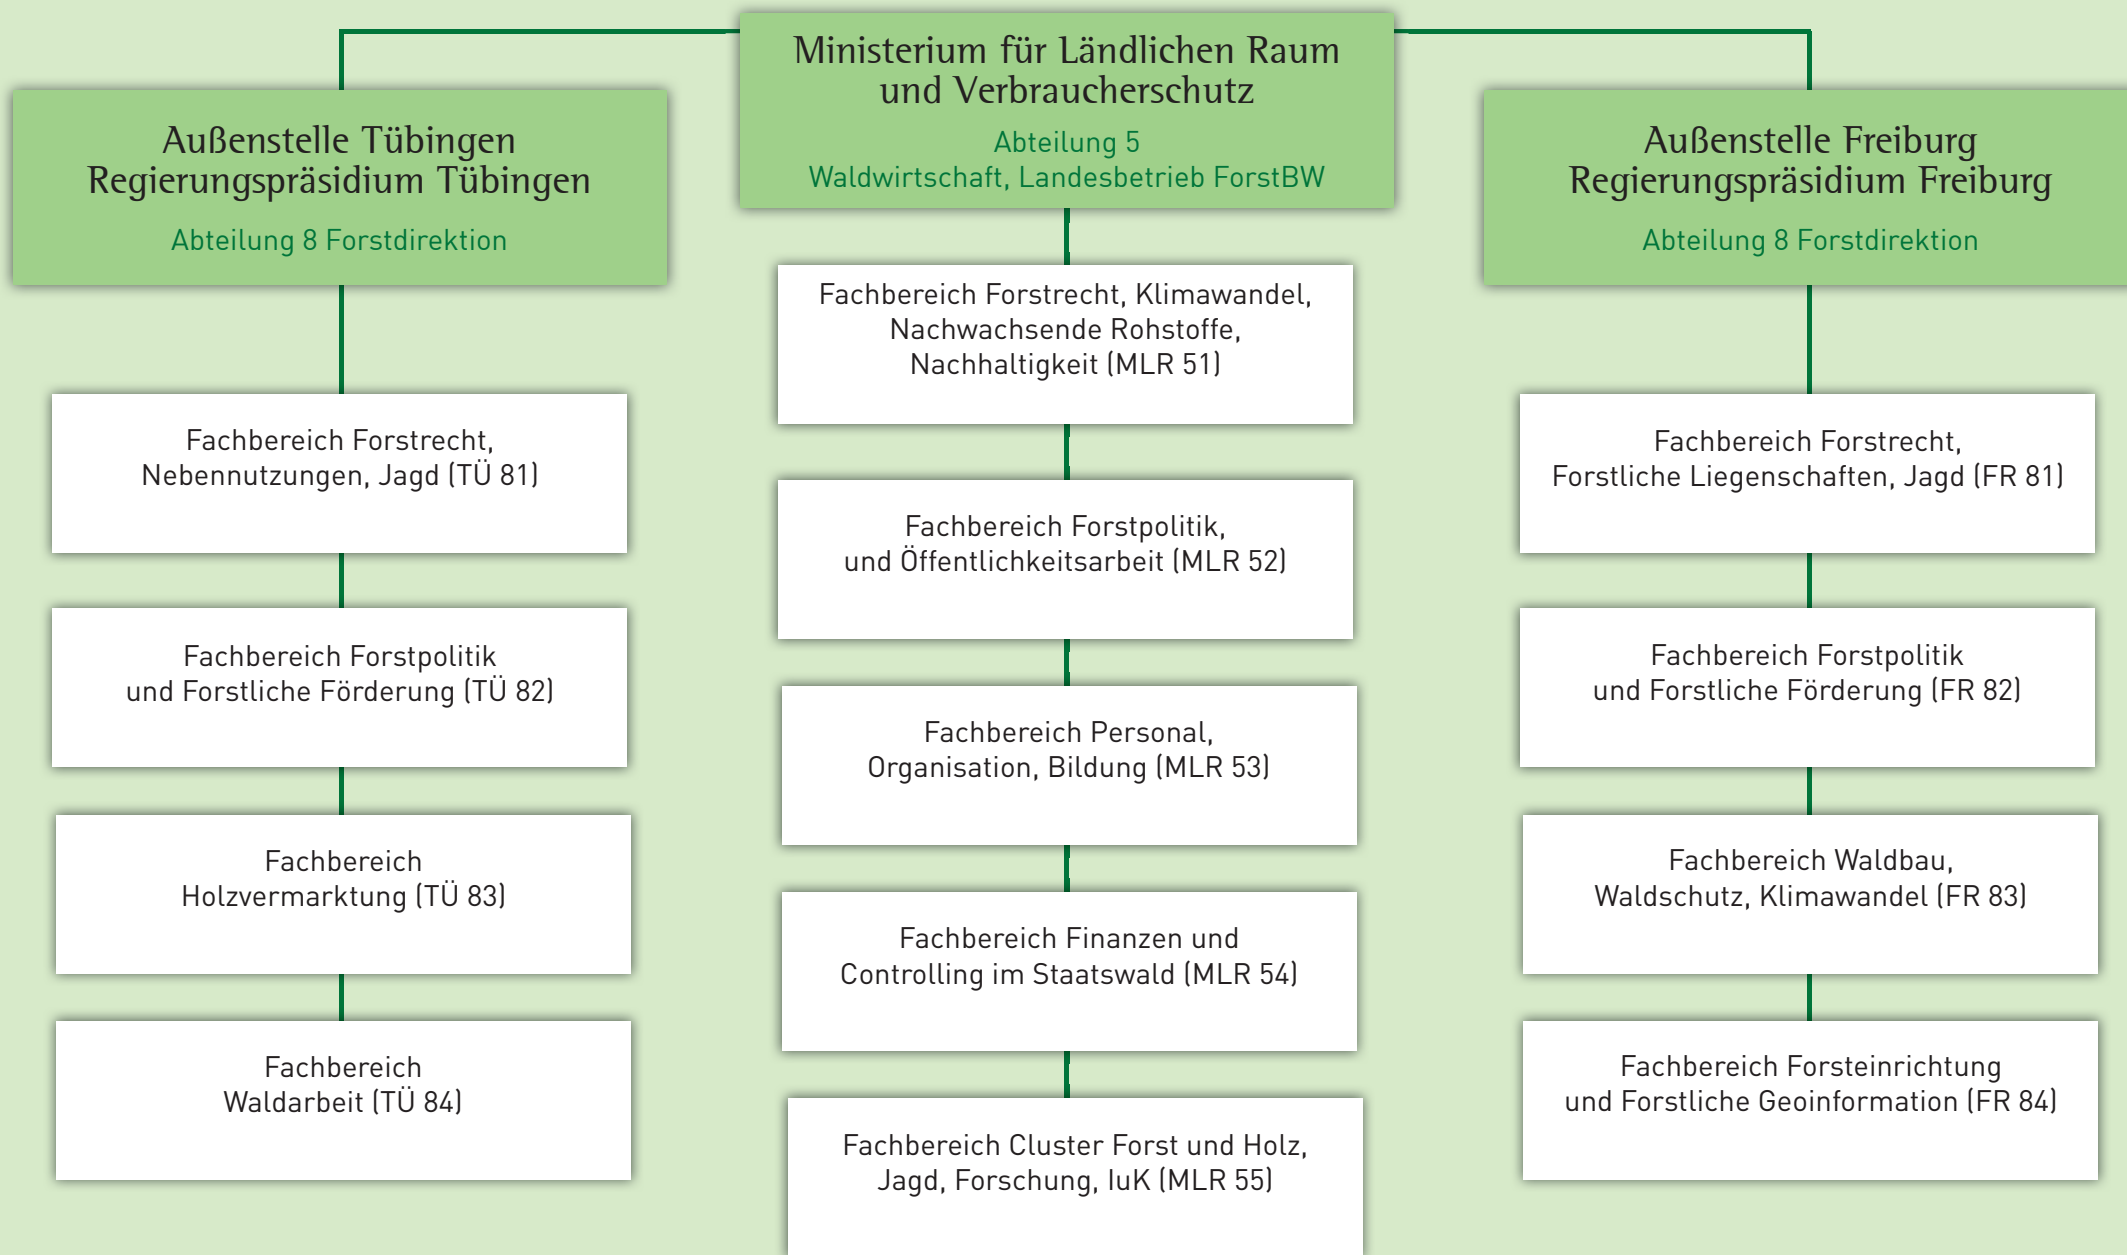 Ministerium für Ländlichen Raum
und Verbraucherschutz
Abteilung 5
Waldwirtschaft, Landesbetrieb ForstBW
Außenstelle Tübingen
Regierungspräsidium Tübingen
Abteilung 8 Forstdirektion
Fachbereich Forstrecht,
Nebennutzungen, Jagd (TÜ 81)
Fachbereich Forstpolitik
und Forstliche Förderung (TÜ 82)
Fachbereich
Holzvermarktung (TÜ 83)
Fachbereich
Waldarbeit (TÜ 84)
Fachbereich Forstrecht, Klimawandel,
Nachwachsende Rohstoffe,
Nachhaltigkeit (MLR 51)
Fachbereich Forstpolitik,
und Öffentlichkeitsarbeit (MLR 52)
Fachbereich Personal,
Organisation, Bildung (MLR 53)
Fachbereich Finanzen und
Controlling im Staatswald (MLR 54)
Fachbereich Cluster Forst und Holz,
Jagd, Forschung, IuK (MLR 55)
Außenstelle Freiburg
Regierungspräsidium Freiburg
Abteilung 8 Forstdirektion
Fachbereich Forstrecht,
Forstliche Liegenschaften, Jagd (FR 81)
Fachbereich Forstpolitik
und Forstliche Förderung (FR 82)
Fachbereich Waldbau,
Waldschutz, Klimawandel (FR 83)
Fachbereich Forsteinrichtung
und Forstliche Geoinformation (FR 84)